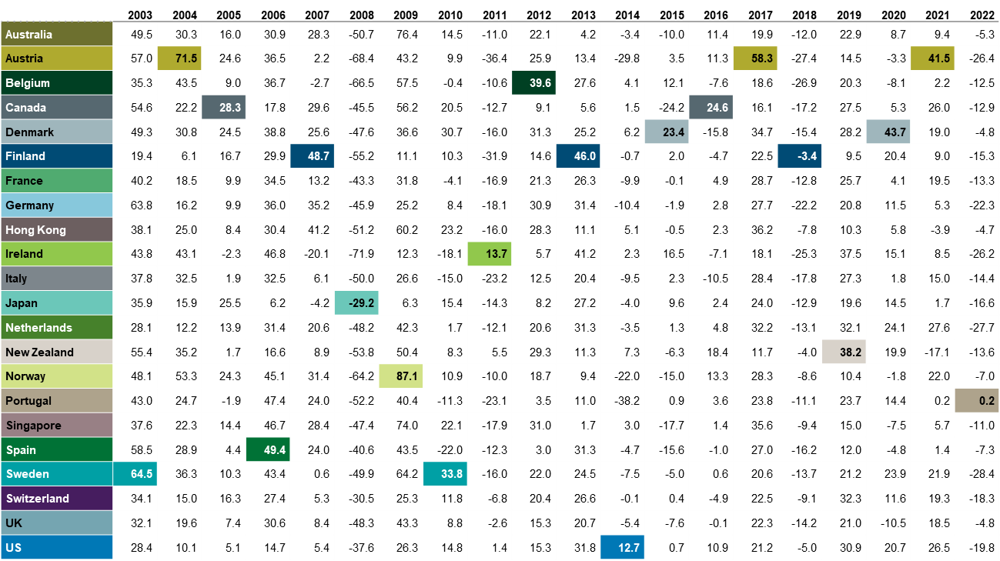 2003 2004 2005 2006 2007 2008 2009 2010 2011 2012 2013 2014 2015 2016 2017 2018 2019 2020 2021 2022
Australia 49.5 30.3 16.0 30.9 28.3 -50.7 76.4 14.5 -11.0 22.1 4.2 -3.4 -10.0 11.4 19.9 -12.0 22.9 8.7 9.4 -5.3
Austria 57.0 71.5 24.6 36.5 2.2 -68.4 43.2 9.9 -36.4 25.9 13.4 -29.8 3.5 11.3 58.3 -27.4 14.5 -3.3 41.5 -26.4
Belgium 35.3 43.5 9.0 36.7 -2.7 -66.5 57.5 -0.4 -10.6 39.6 27.6 4.1 12.1 -7.6 18.6 -26.9 20.3 -8.1 2.2 -12.5
Canada 54.6 22.2 28.3 17.8 29.6 -45.5 56.2 20.5 -12.7 9.1 5.6 1.5 -24.2 24.6 16.1 -17.2 27.5 5.3 26.0 -12.9
Denmark 49.3 30.8 24.5 38.8 25.6 -47.6 36.6 30.7 -16.0 31.3 25.2 6.2 23.4 -15.8 34.7 -15.4 28.2 43.7 19.0 -4.8
Finland 19.4 6.1 16.7 29.9 48.7 -55.2 11.1 10.3 -31.9 14.6 46.0 -0.7 2.0 -4.7 22.5 -3.4 9.5 20.4 9.0 -15.3
France 40.2 18.5 9.9 34.5 13.2 -43.3 31.8 -4.1 -16.9 21.3 26.3 -9.9 -0.1 4.9 28.7 -12.8 25.7 4.1 19.5 -13.3
Germany 63.8 16.2 9.9 36.0 35.2 -45.9 25.2 8.4 -18.1 30.9 31.4 -10.4 -1.9 2.8 27.7 -22.2 20.8 11.5 5.3 -22.3
Hong Kong 38.1 25.0 8.4 30.4 41.2 -51.2 60.2 23.2 -16.0 28.3 11.1 5.1 -0.5 2.3 36.2 -7.8 10.3 5.8 -3.9 -4.7
Ireland 43.8 43.1 -2.3 46.8 -20.1 -71.9 12.3 -18.1 13.7 5.7 41.2 2.3 16.5 -7.1 18.1 -25.3 37.5 15.1 8.5 -26.2
Italy 37.8 32.5 1.9 32.5 6.1 -50.0 26.6 -15.0 -23.2 12.5 20.4 -9.5 2.3 -10.5 28.4 -17.8 27.3 1.8 15.0 -14.4
Japan 35.9 15.9 25.5 6.2 -4.2 -29.2 6.3 15.4 -14.3 8.2 27.2 -4.0 9.6 2.4 24.0 -12.9 19.6 14.5 1.7 -16.6
Netherlands 28.1 12.2 13.9 31.4 20.6 -48.2 42.3 1.7 -12.1 20.6 31.3 -3.5 1.3 4.8 32.2 -13.1 32.1 24.1 27.6 -27.7
New Zealand 55.4 35.2 1.7 16.6 8.9 -53.8 50.4 8.3 5.5 29.3 11.3 7.3 -6.3 18.4 11.7 -4.0 38.2 19.9 -17.1 -13.6
Norway 48.1 53.3 24.3 45.1 31.4 -64.2 87.1 10.9 -10.0 18.7 9.4 -22.0 -15.0 13.3 28.3 -8.6 10.4 -1.8 22.0 -7.0
Portugal 43.0 24.7 -1.9 47.4 24.0 -52.2 40.4 -11.3 -23.1 3.5 11.0 -38.2 0.9 3.6 23.8 -11.1 23.7 14.4 0.2 0.2
Singapore 37.6 22.3 14.4 46.7 28.4 -47.4 74.0 22.1 -17.9 31.0 1.7 3.0 -17.7 1.4 35.6 -9.4 15.0 -7.5 5.7 -11.0
Spain 58.5 28.9 4.4 49.4 24.0 -40.6 43.5 -22.0 -12.3 3.0 31.3 -4.7 -15.6 -1.0 27.0 -16.2 12.0 -4.8 1.4 -7.3
Sweden 64.5 36.3 10.3 43.4 0.6 -49.9 64.2 33.8 -16.0 22.0 24.5 -7.5 -5.0 0.6 20.6 -13.7 21.2 23.9 21.9 -28.4
Switzerland 34.1 15.0 16.3 27.4 5.3 -30.5 25.3 11.8 -6.8 20.4 26.6 -0.1 0.4 -4.9 22.5 -9.1 32.3 11.6 19.3 -18.3
UK 32.1 19.6 7.4 30.6 8.4 -48.3 43.3 8.8 -2.6 15.3 20.7 -5.4 -7.6 -0.1 22.3 -14.2 21.0 -10.5 18.5 -4.8
US 28.4 10.1 5.1 14.7 5.4 -37.6 26.3 14.8 1.4 15.3 31.8 12.7 0.7 10.9 21.2 -5.0 30.9 20.7 26.5 -19.8